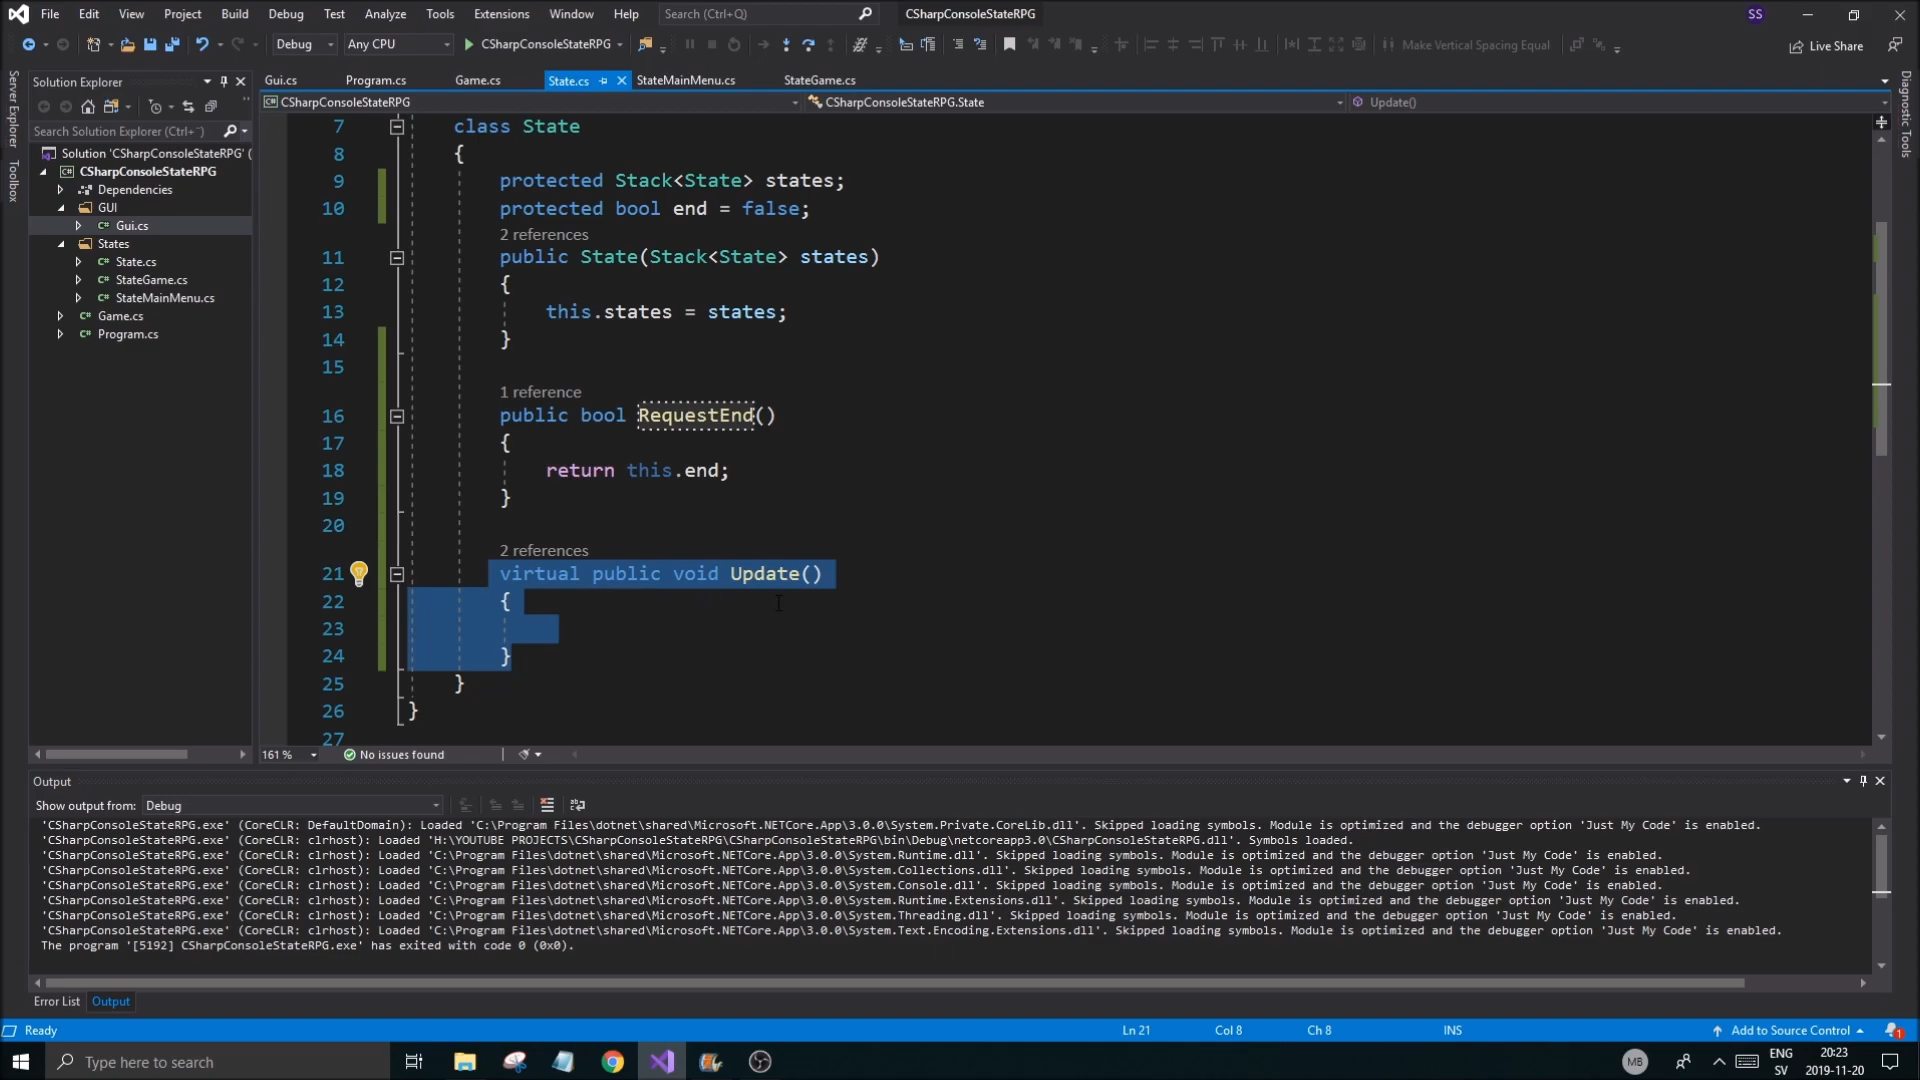 File Edit View Project Build Debug Test Analyze Tools Extensions Window Help Search (Ctrl+Q) CSharpConsoleStateRPG SS
Debug Any CPU CSharpConsoleStateRPG Make Vertical Spacing Equal Live Share
Server Explorer
Toolbox
Solution Explorer
Search Solution Explorer (Ctrl+¨)
Solution 'CSharpConsoleStateRPG' (
CSharpConsoleStateRPG
Dependencies
GUI
C# Gui.cs
States
C# State.cs
C# StateGame.cs
C# StateMainMenu.cs
C# Game.cs
C# Program.cs
Gui.cs Program.cs Game.cs State.cs StateMainMenu.cs StateGame.cs
CSharpConsoleStateRPG CSharpConsoleStateRPG.State Update()
7 class State
8 {
9 protected Stack<State> states;
10 protected bool end = false;
2 references
11 public State(Stack<State> states)
12 {
13 this.states = states;
14 }
15
1 reference
16 public bool RequestEnd()
17 {
18 return this.end;
19 }
20
2 references
21 virtual public void Update()
22 {
23
24 }
25 }
26 }
27
161 % No issues found
Diagnostic Tools
Output
Show output from: Debug
'CSharpConsoleStateRPG.exe' (CoreCLR: DefaultDomain): Loaded 'C:\Program Files\dotnet\shared\Microsoft.NETCore.App\3.0.0\System.Private.CoreLib.dll'. Skipped loading symbols. Module is optimized and the debugger option 'Just My Code' is enabled.
'CSharpConsoleStateRPG.exe' (CoreCLR: clrhost): Loaded 'H:\YOUTUBE PROJECTS\CSharpConsoleStateRPG\CSharpConsoleStateRPG\bin\Debug\netcoreapp3.0\CSharpConsoleStateRPG.dll'. Symbols loaded.
'CSharpConsoleStateRPG.exe' (CoreCLR: clrhost): Loaded 'C:\Program Files\dotnet\shared\Microsoft.NETCore.App\3.0.0\System.Runtime.dll'. Skipped loading symbols. Module is optimized and the debugger option 'Just My Code' is enabled.
'CSharpConsoleStateRPG.exe' (CoreCLR: clrhost): Loaded 'C:\Program Files\dotnet\shared\Microsoft.NETCore.App\3.0.0\System.Collections.dll'. Skipped loading symbols. Module is optimized and the debugger option 'Just My Code' is enabled.
'CSharpConsoleStateRPG.exe' (CoreCLR: clrhost): Loaded 'C:\Program Files\dotnet\shared\Microsoft.NETCore.App\3.0.0\System.Console.dll'. Skipped loading symbols. Module is optimized and the debugger option 'Just My Code' is enabled.
'CSharpConsoleStateRPG.exe' (CoreCLR: clrhost): Loaded 'C:\Program Files\dotnet\shared\Microsoft.NETCore.App\3.0.0\System.Runtime.Extensions.dll'. Skipped loading symbols. Module is optimized and the debugger option 'Just My Code' is enabled.
'CSharpConsoleStateRPG.exe' (CoreCLR: clrhost): Loaded 'C:\Program Files\dotnet\shared\Microsoft.NETCore.App\3.0.0\System.Threading.dll'. Skipped loading symbols. Module is optimized and the debugger option 'Just My Code' is enabled.
'CSharpConsoleStateRPG.exe' (CoreCLR: clrhost): Loaded 'C:\Program Files\dotnet\shared\Microsoft.NETCore.App\3.0.0\System.Text.Encoding.Extensions.dll'. Skipped loading symbols. Module is optimized and the debugger option 'Just My Code' is enabled.
The program '[5192] CSharpConsoleStateRPG.exe' has exited with code 0 (0x0).
Error List Output
Ready Ln 21 Col 8 Ch 8 INS Add to Source Control 1
Type here to search MB ENG SV 20:23 2019-11-20